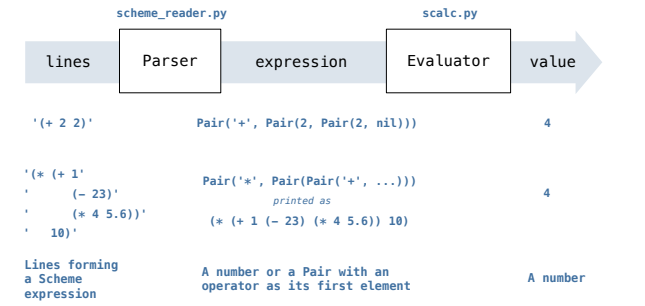 scheme_reader.py
scalc.py
lines
Parser
expression
Evaluator
value
'(+ 2 2)'
Pair('+', Pair(2, Pair(2, nil)))
4
'(* (+ 1'
'      (- 23)'
'      (* 4 5.6))'
'   10)'
Pair('*', Pair(Pair('+', ...)))
printed as
(* (+ 1 (- 23) (* 4 5.6)) 10)
4
Lines forming
a Scheme
expression
A number or a Pair with an
operator as its first element
A number